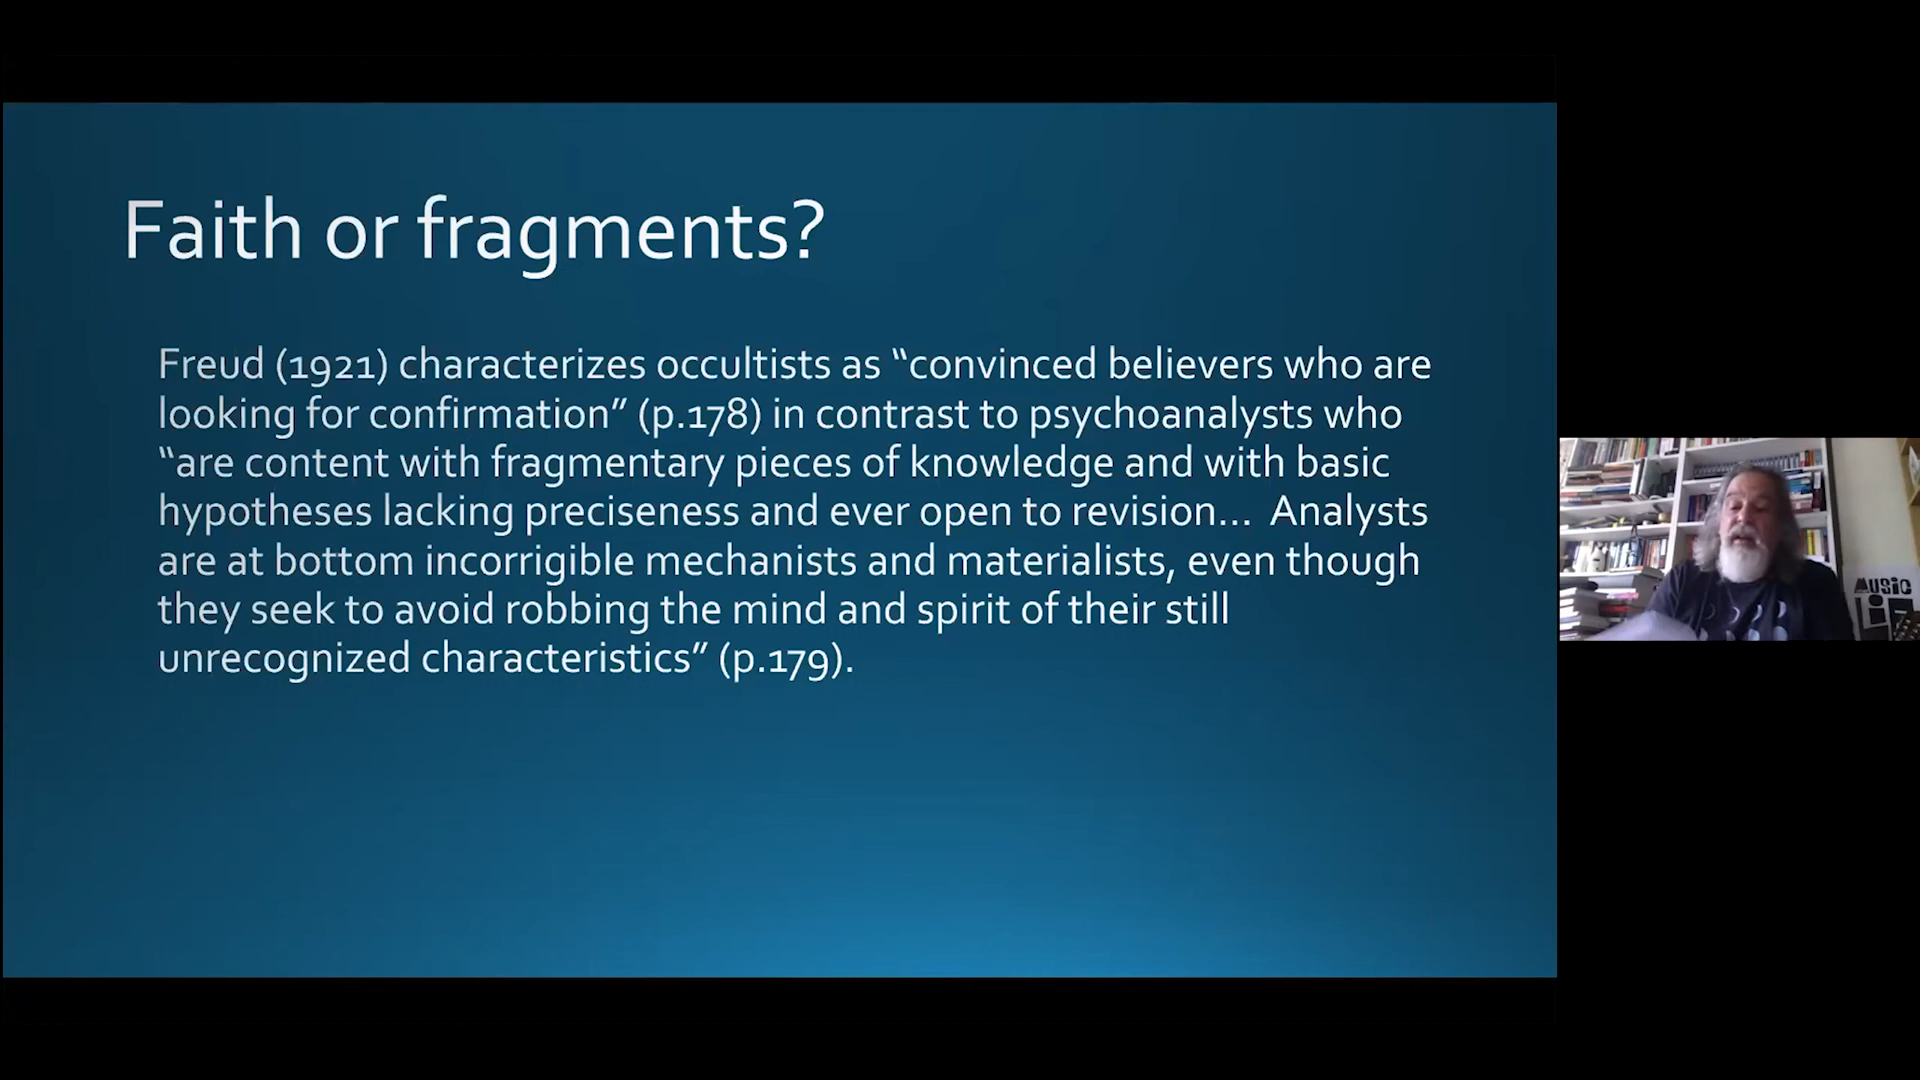 Faith or fragments?
Freud (1921) characterizes occultists as “convinced believers who are
looking for confirmation” (p.178) in contrast to psychoanalysts who
“are content with fragmentary pieces of knowledge and with basic
hypotheses lacking preciseness and ever open to revision... Analysts
are at bottom incorrigible mechanists and materialists, even though
they seek to avoid robbing the mind and spirit of their still
unrecognized characteristics” (p.179).
MUSIC